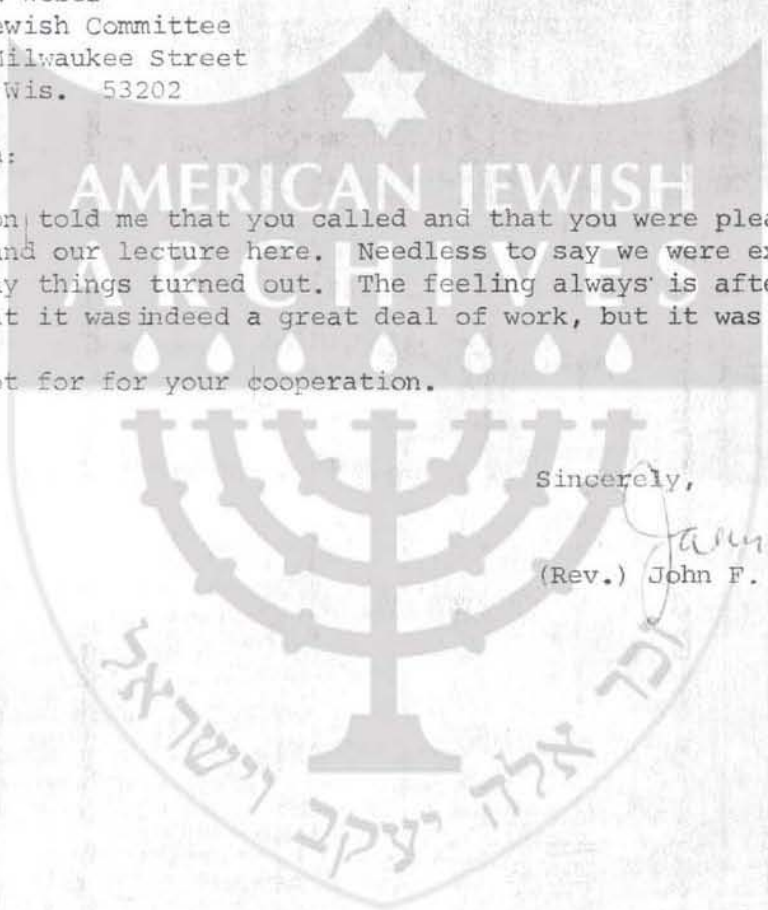 ewish Committee
ilwaukee Street
Wis. 53202
:
AMERICAN JEWISH
on told me that you called and that you were plea
nd our lecture here. Needless to say we were ex
ARCHIVES
y things turned out. The feeling always is afte
t it was indeed a great deal of work, but it was
t for for your cooperation.
Sincerely,
(Rev.) John F.
זכר אלה יעקב וישראל